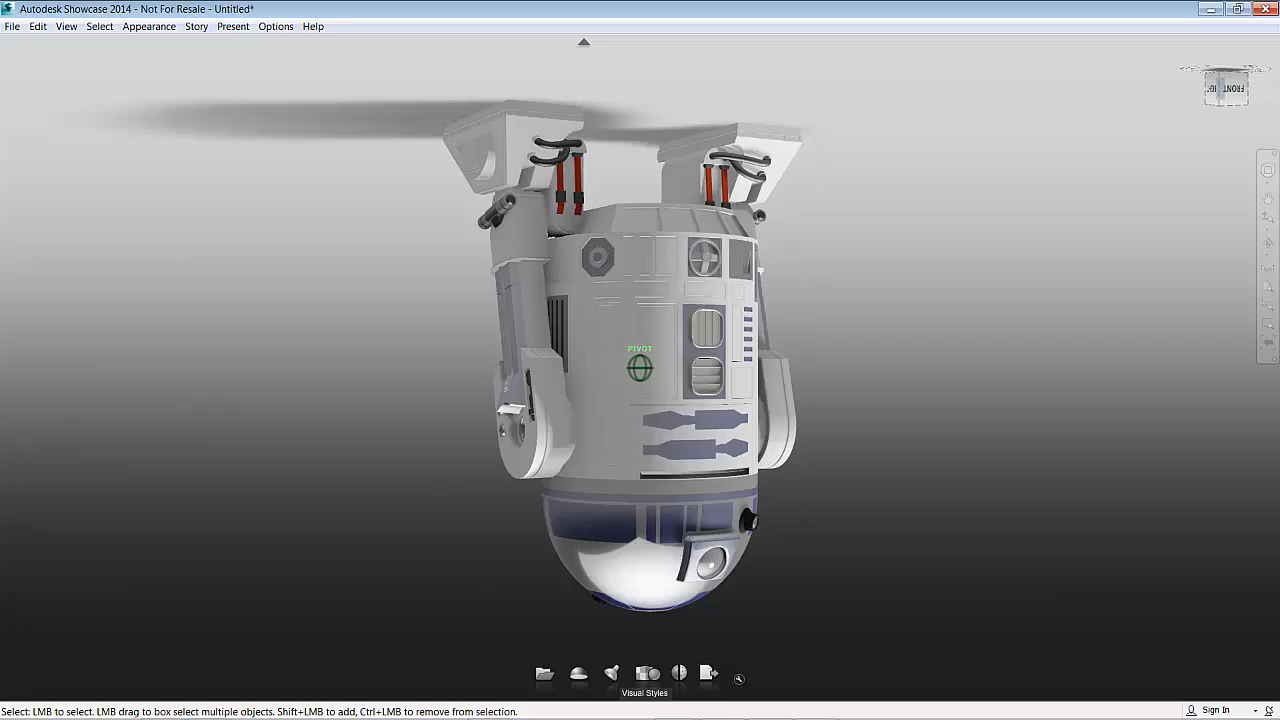 Autodesk Showcase 2014 - Not For Resale - Untitled*
File Edit View Select Appearance Story Present Options Help
FRONT
PIVOT
Visual Styles
Select: LMB to select. LMB drag to box select multiple objects. Shift+LMB to add, Ctrl+LMB to remove from selection.
Sign In